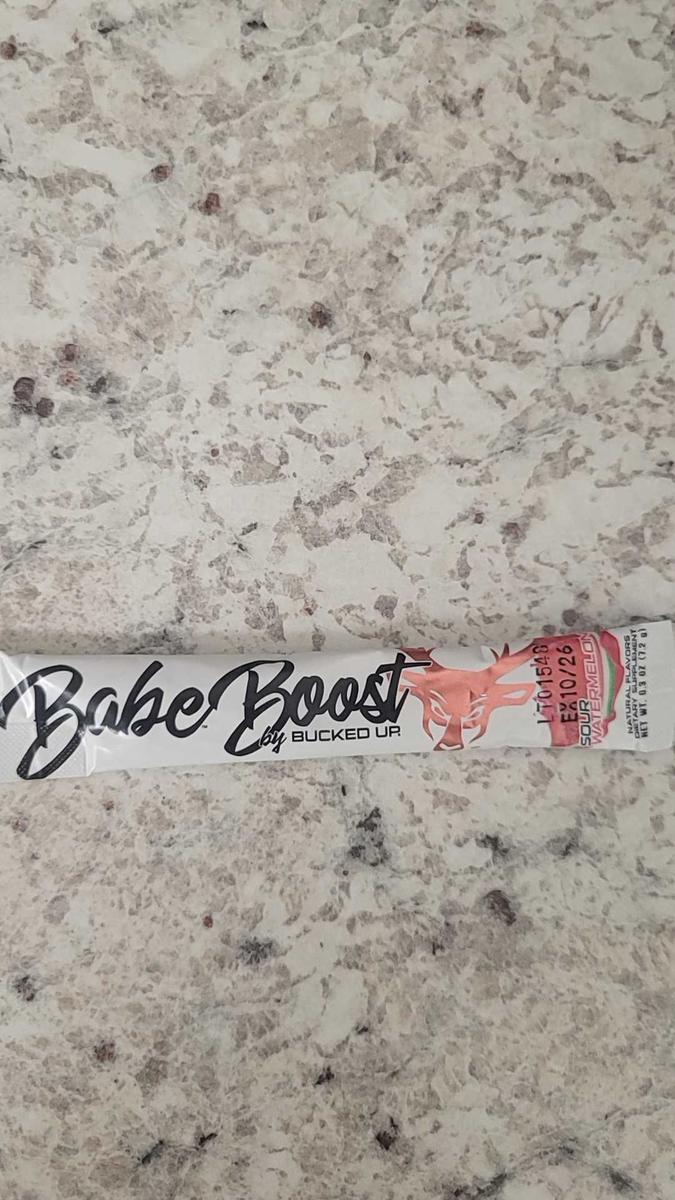 Babe Boost
by BUCKED UP
LT01548
EX10/26
SOUR
WATERMELON
NATURAL FLAVORS
DIETARY SUPPLEMENT
NET WT. 0.3 OZ (7.2 g)